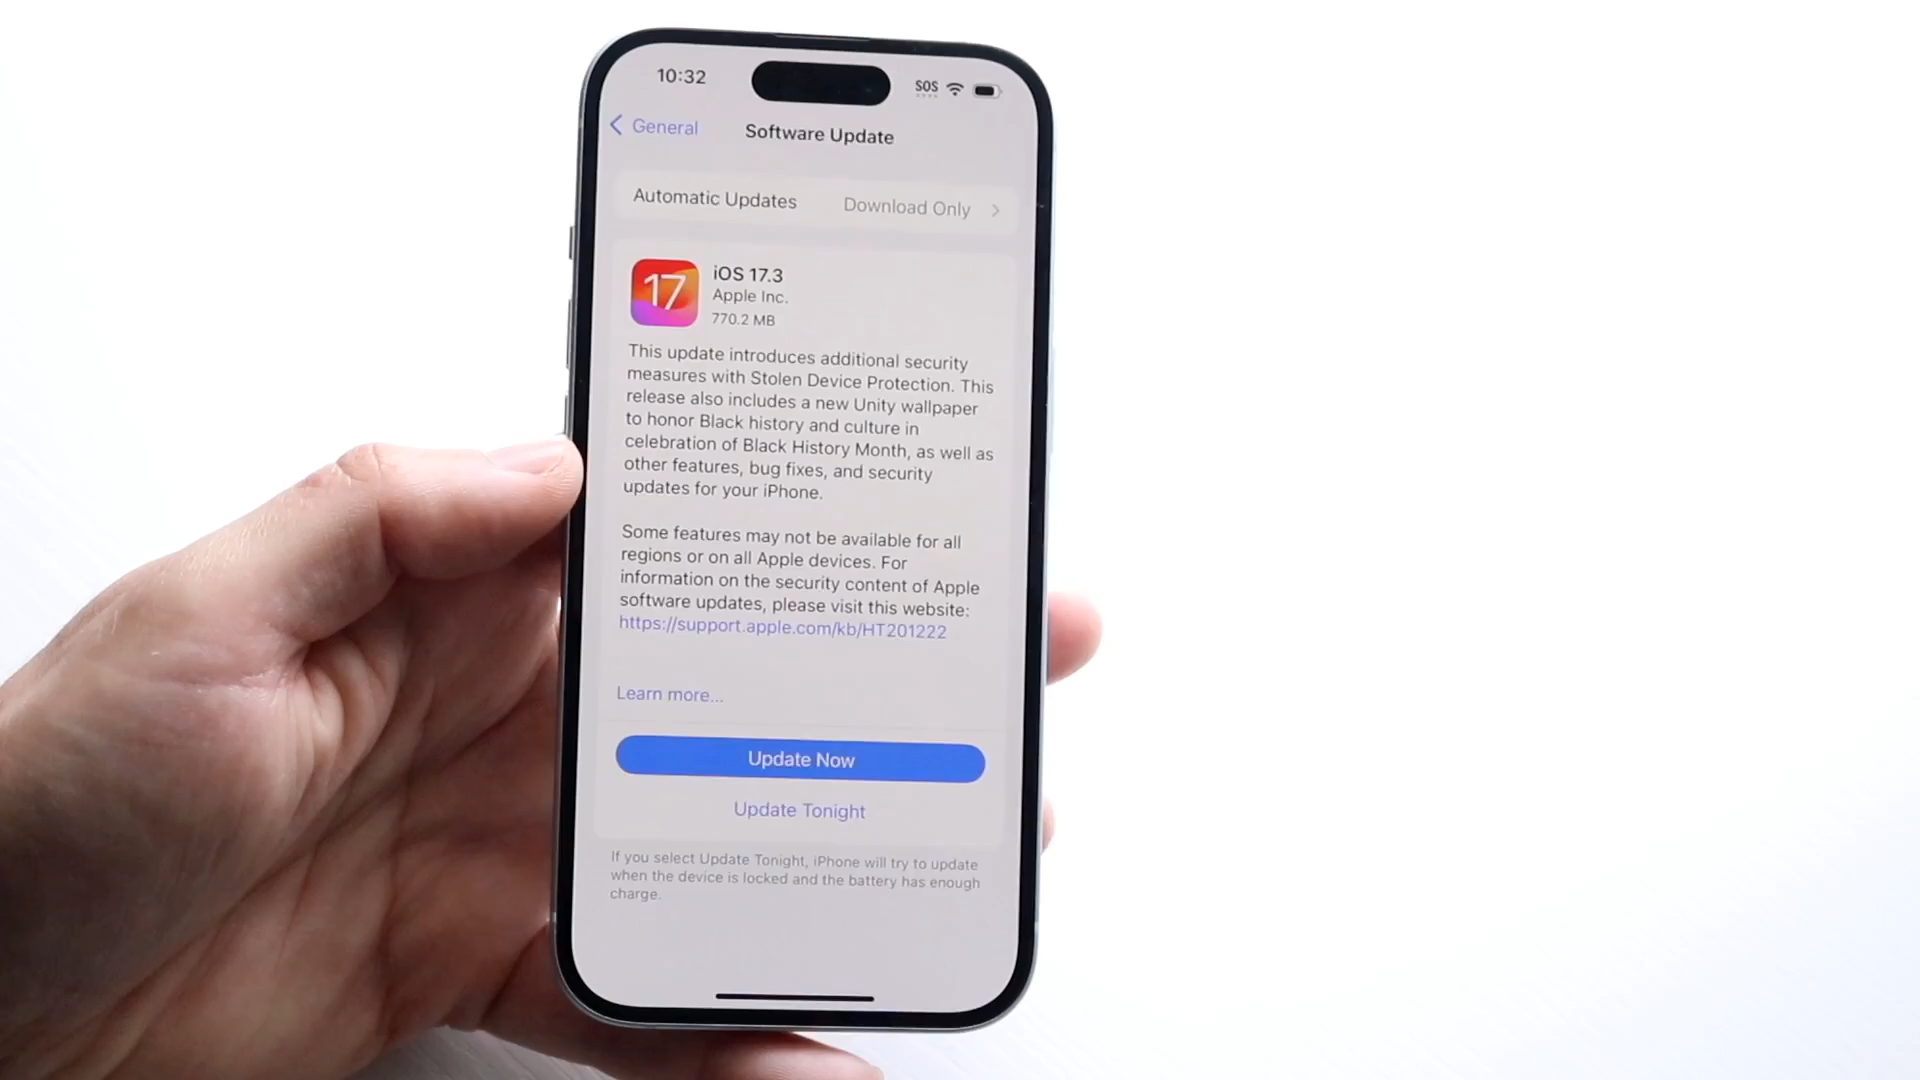 10:32
SOS
General
Software Update
Automatic Updates
Download Only
17
iOS 17.3
Apple Inc.
770.2 MB
This update introduces additional security
measures with Stolen Device Protection. This
release also includes a new Unity wallpaper
to honor Black history and culture in
celebration of Black History Month, as well as
other features, bug fixes, and security
updates for your iPhone.
Some features may not be available for all
regions or on all Apple devices. For
information on the security content of Apple
software updates, please visit this website:
https://support.apple.com/kb/HT201222
Learn more...
Update Now
Update Tonight
If you select Update Tonight, iPhone will try to update
when the device is locked and the battery has enough
charge.